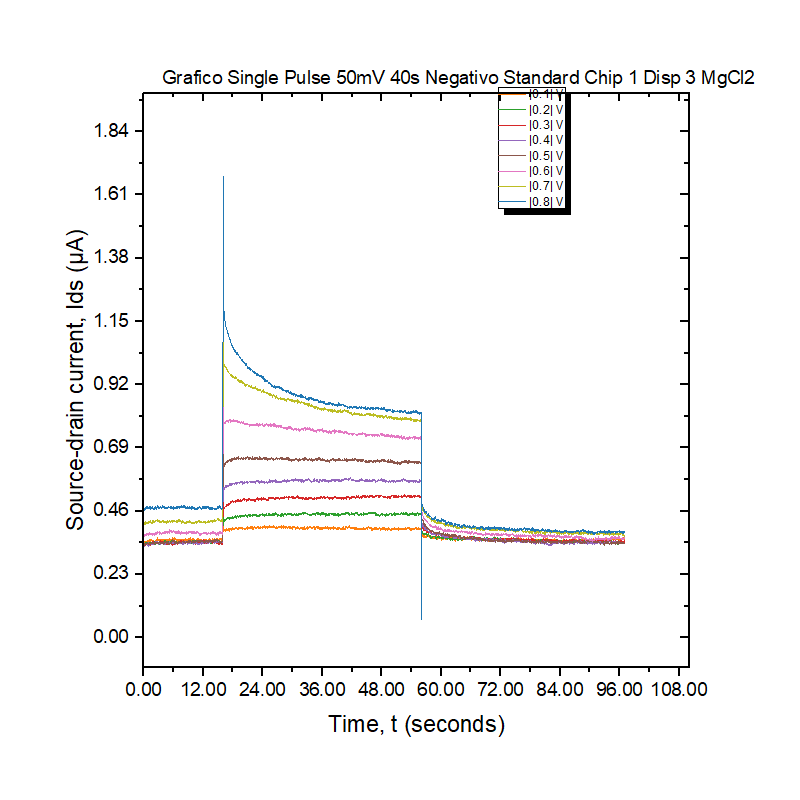 Grafico Single Pulse 50mV 40s Negativo Standard Chip 1 Disp 3 MgCl2
|0.1| V
|0.2| V
|0.3| V
|0.4| V
|0.5| V
|0.6| V
|0.7| V
|0.8| V
1.84
1.61
1.38
1.15
0.92
0.69
0.46
0.23
0.00
Source-drain current, Ids (µA)
0.00 12.00 24.00 36.00 48.00 60.00 72.00 84.00 96.00 108.00
Time, t (seconds)